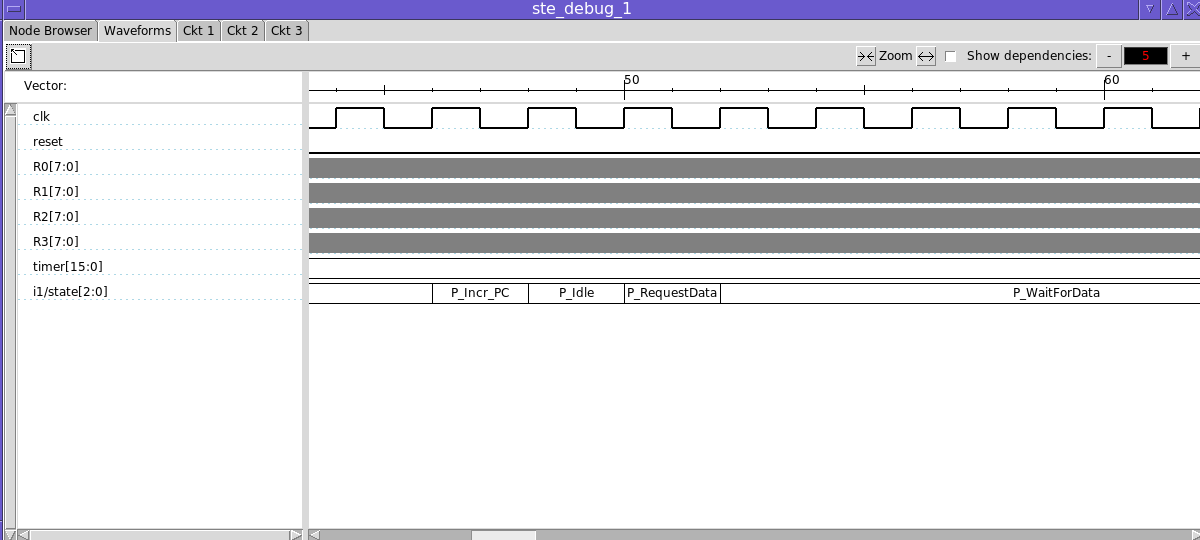 ste_debug_1
Node Browser Waveforms Ckt 1 Ckt 2 Ckt 3
Zoom Show dependencies: - 5 +
Vector:
50 60
clk
reset
R0[7:0]
R1[7:0]
R2[7:0]
R3[7:0]
timer[15:0]
i1/state[2:0]
P_Incr_PC P_Idle P_RequestData P_WaitForData